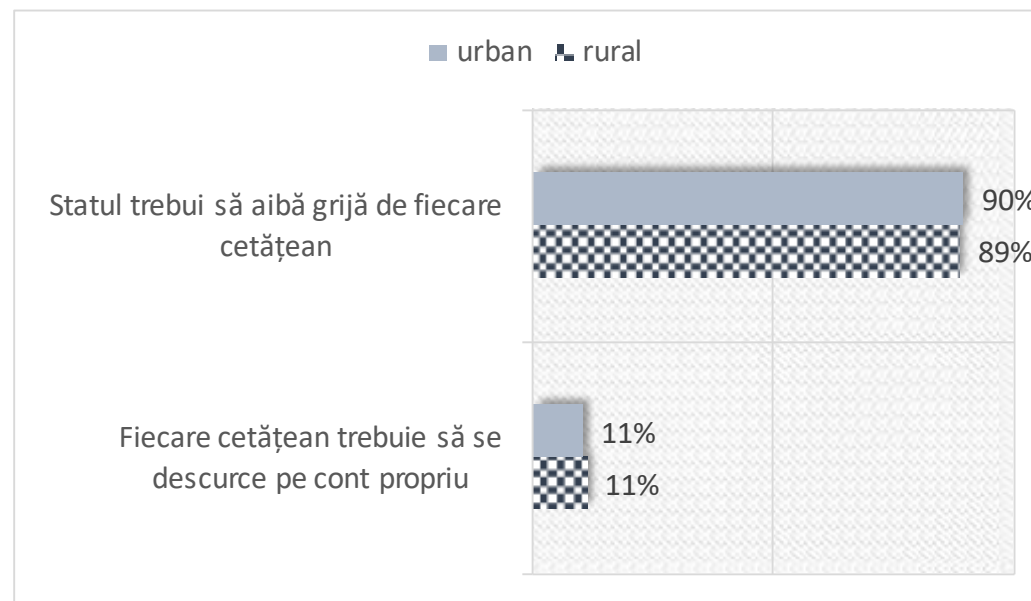 urban rural
Statul trebui să aibă grijă de fiecare
cetățean
90%
89%
Fiecare cetățean trebuie să se
descurce pe cont propriu
11%
11%